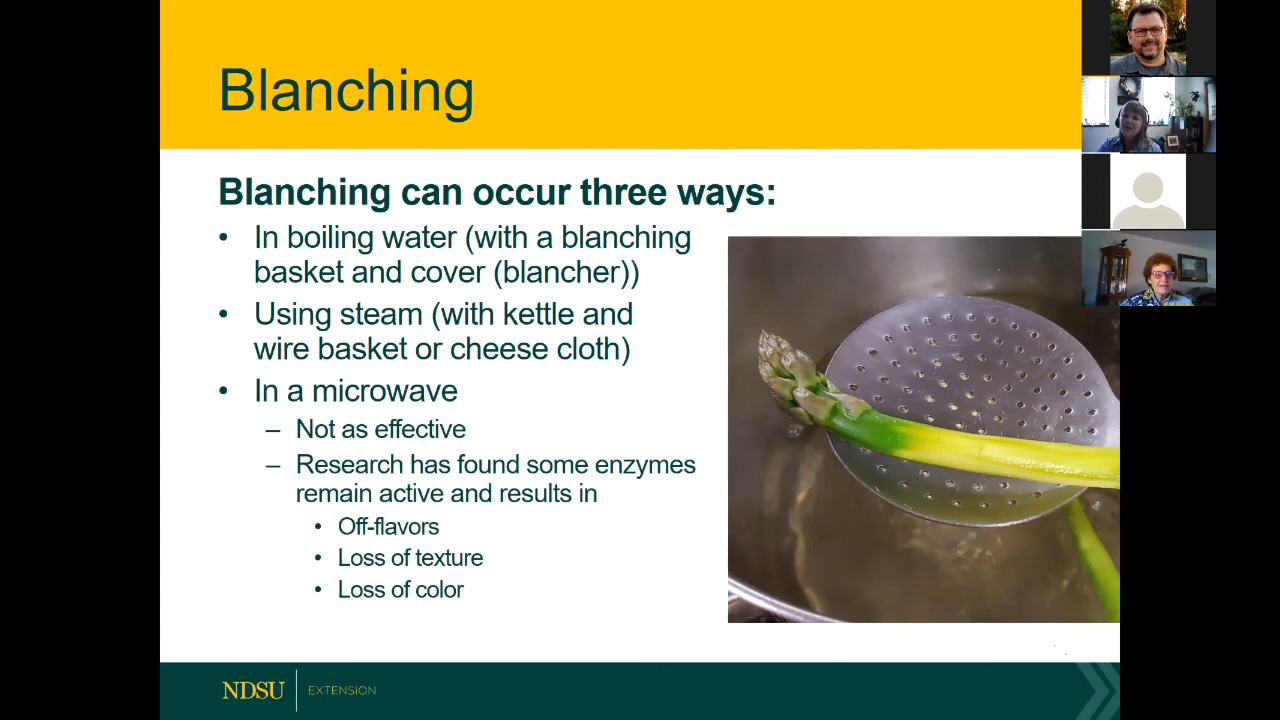 Blanching
Blanching can occur three ways:
• In boiling water (with a blanching
basket and cover (blancher))
• Using steam (with kettle and
wire basket or cheese cloth)
• In a microwave
– Not as effective
– Research has found some enzymes
remain active and results in
• Off-flavors
• Loss of texture
• Loss of color
NDSU EXTENSION